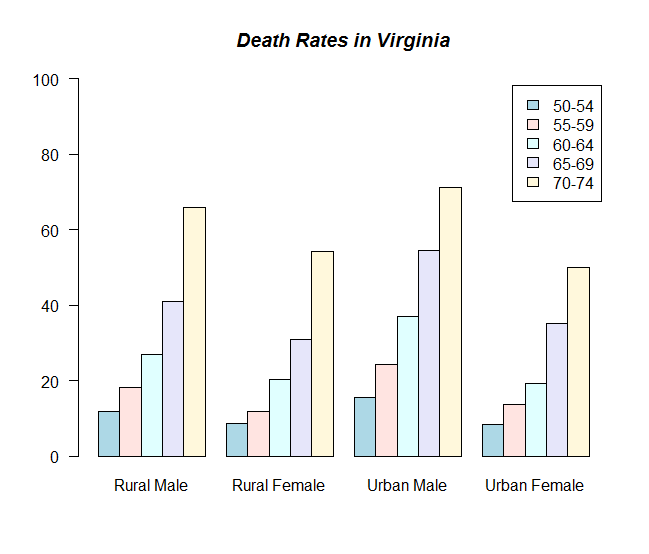 Death Rates in Virginia
100
80
60
40
20
0
50-54
55-59
60-64
65-69
70-74
Rural Male
Rural Female
Urban Male
Urban Female